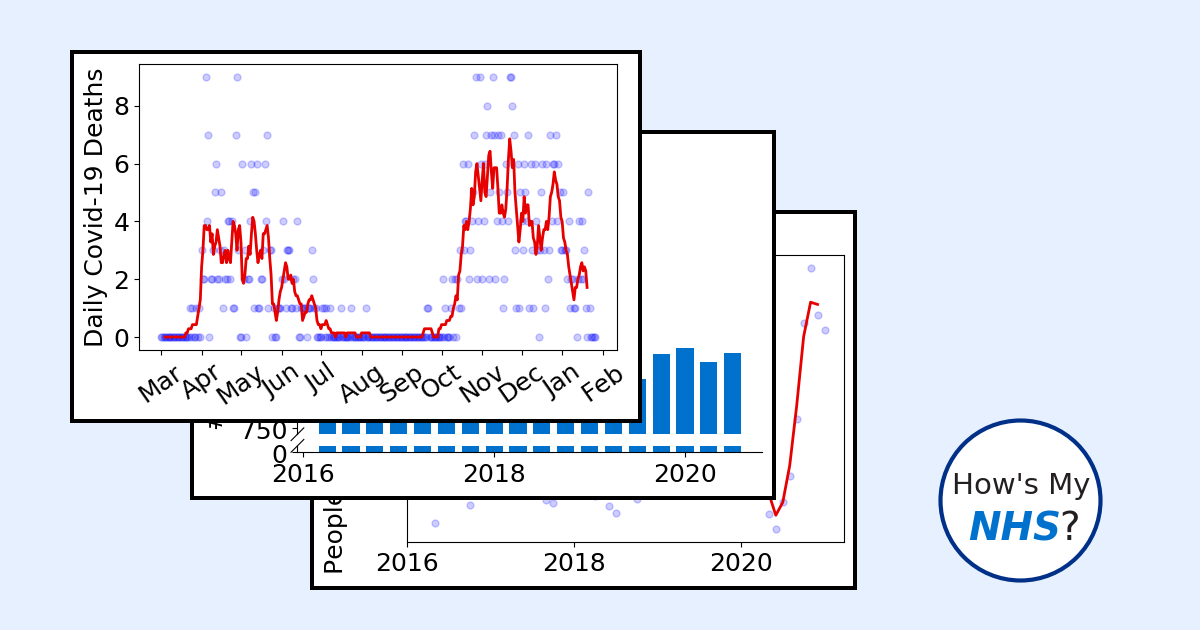 Daily Covid-19 Deaths
8
6
4
2
0
Mar Apr May Jun Jul Aug Sep Oct Nov Dec Jan Feb
750
0
2016 2018 2020
People
2016 2018 2020
How's My
NHS?